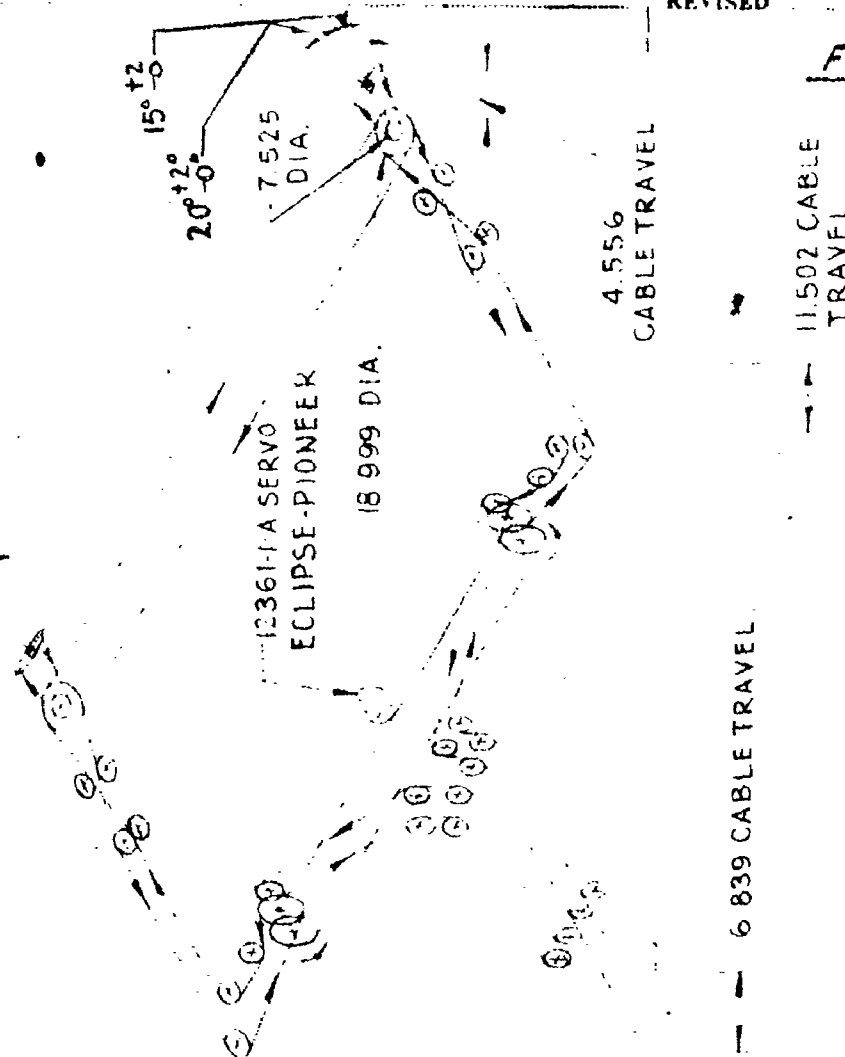 REVISED
15° +2 -0
20° +2° -0°
7.525
DIA.
12361-1A SERVO
ECLIPSE-PIONEER
18 999 DIA.
4.556
CABLE TRAVEL
11.502 CABLE
TRAVEL
6 839 CABLE TRAVEL